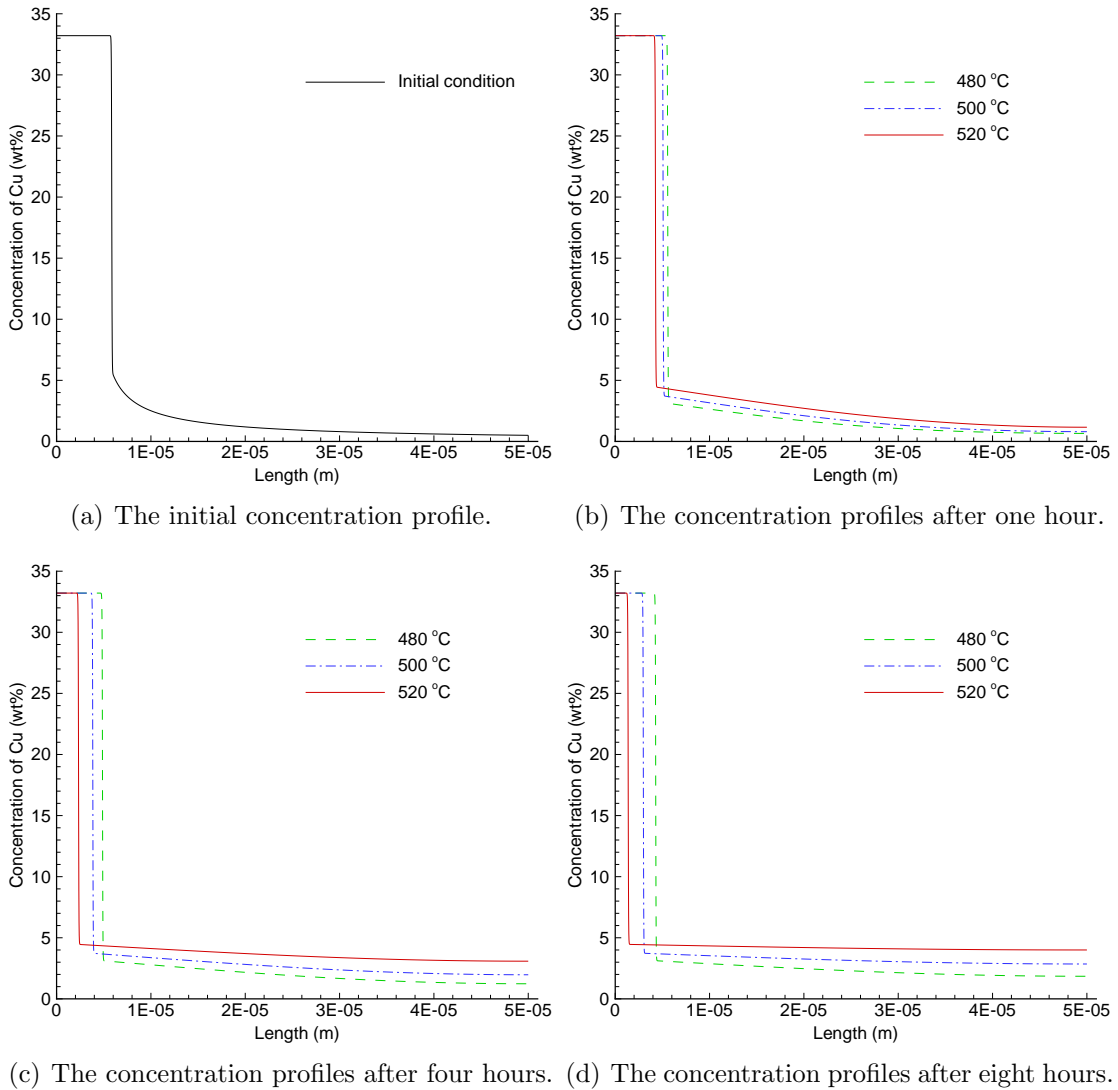 35
30
25
20
15
10
5
0
Concentration of Cu (wt%)
Initial condition
0 1E-05 2E-05 3E-05 4E-05 5E-05
Length (m)
(a) The initial concentration profile.
35
30
25
20
15
10
5
0
Concentration of Cu (wt%)
480 °C
500 °C
520 °C
0 1E-05 2E-05 3E-05 4E-05 5E-05
Length (m)
(b) The concentration profiles after one hour.
35
30
25
20
15
10
5
0
Concentration of Cu (wt%)
480 °C
500 °C
520 °C
0 1E-05 2E-05 3E-05 4E-05 5E-05
Length (m)
(c) The concentration profiles after four hours.
35
30
25
20
15
10
5
0
Concentration of Cu (wt%)
480 °C
500 °C
520 °C
0 1E-05 2E-05 3E-05 4E-05 5E-05
Length (m)
(d) The concentration profiles after eight hours.